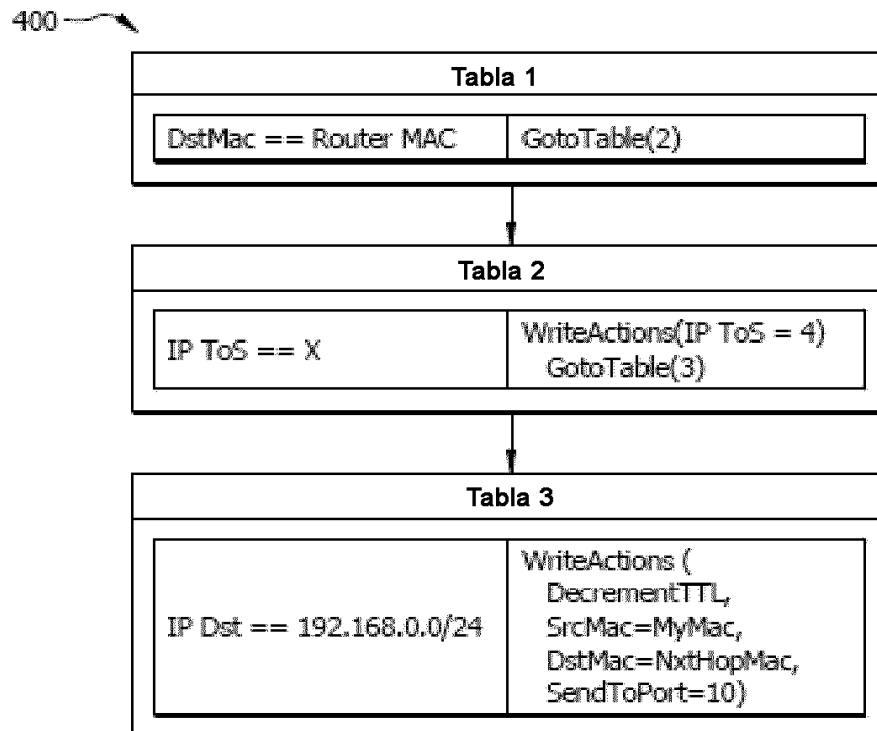 400
Tabla 1
DstMac == Router MAC
GotoTable(2)
Tabla 2
IP ToS == X
WriteActions(IP ToS = 4)
GotoTable(3)
Tabla 3
IP Dst == 192.168.0.0/24
WriteActions (
DecrementTTL,
SrcMac=MyMac,
DstMac=NxtHopMac,
SendToPort=10)